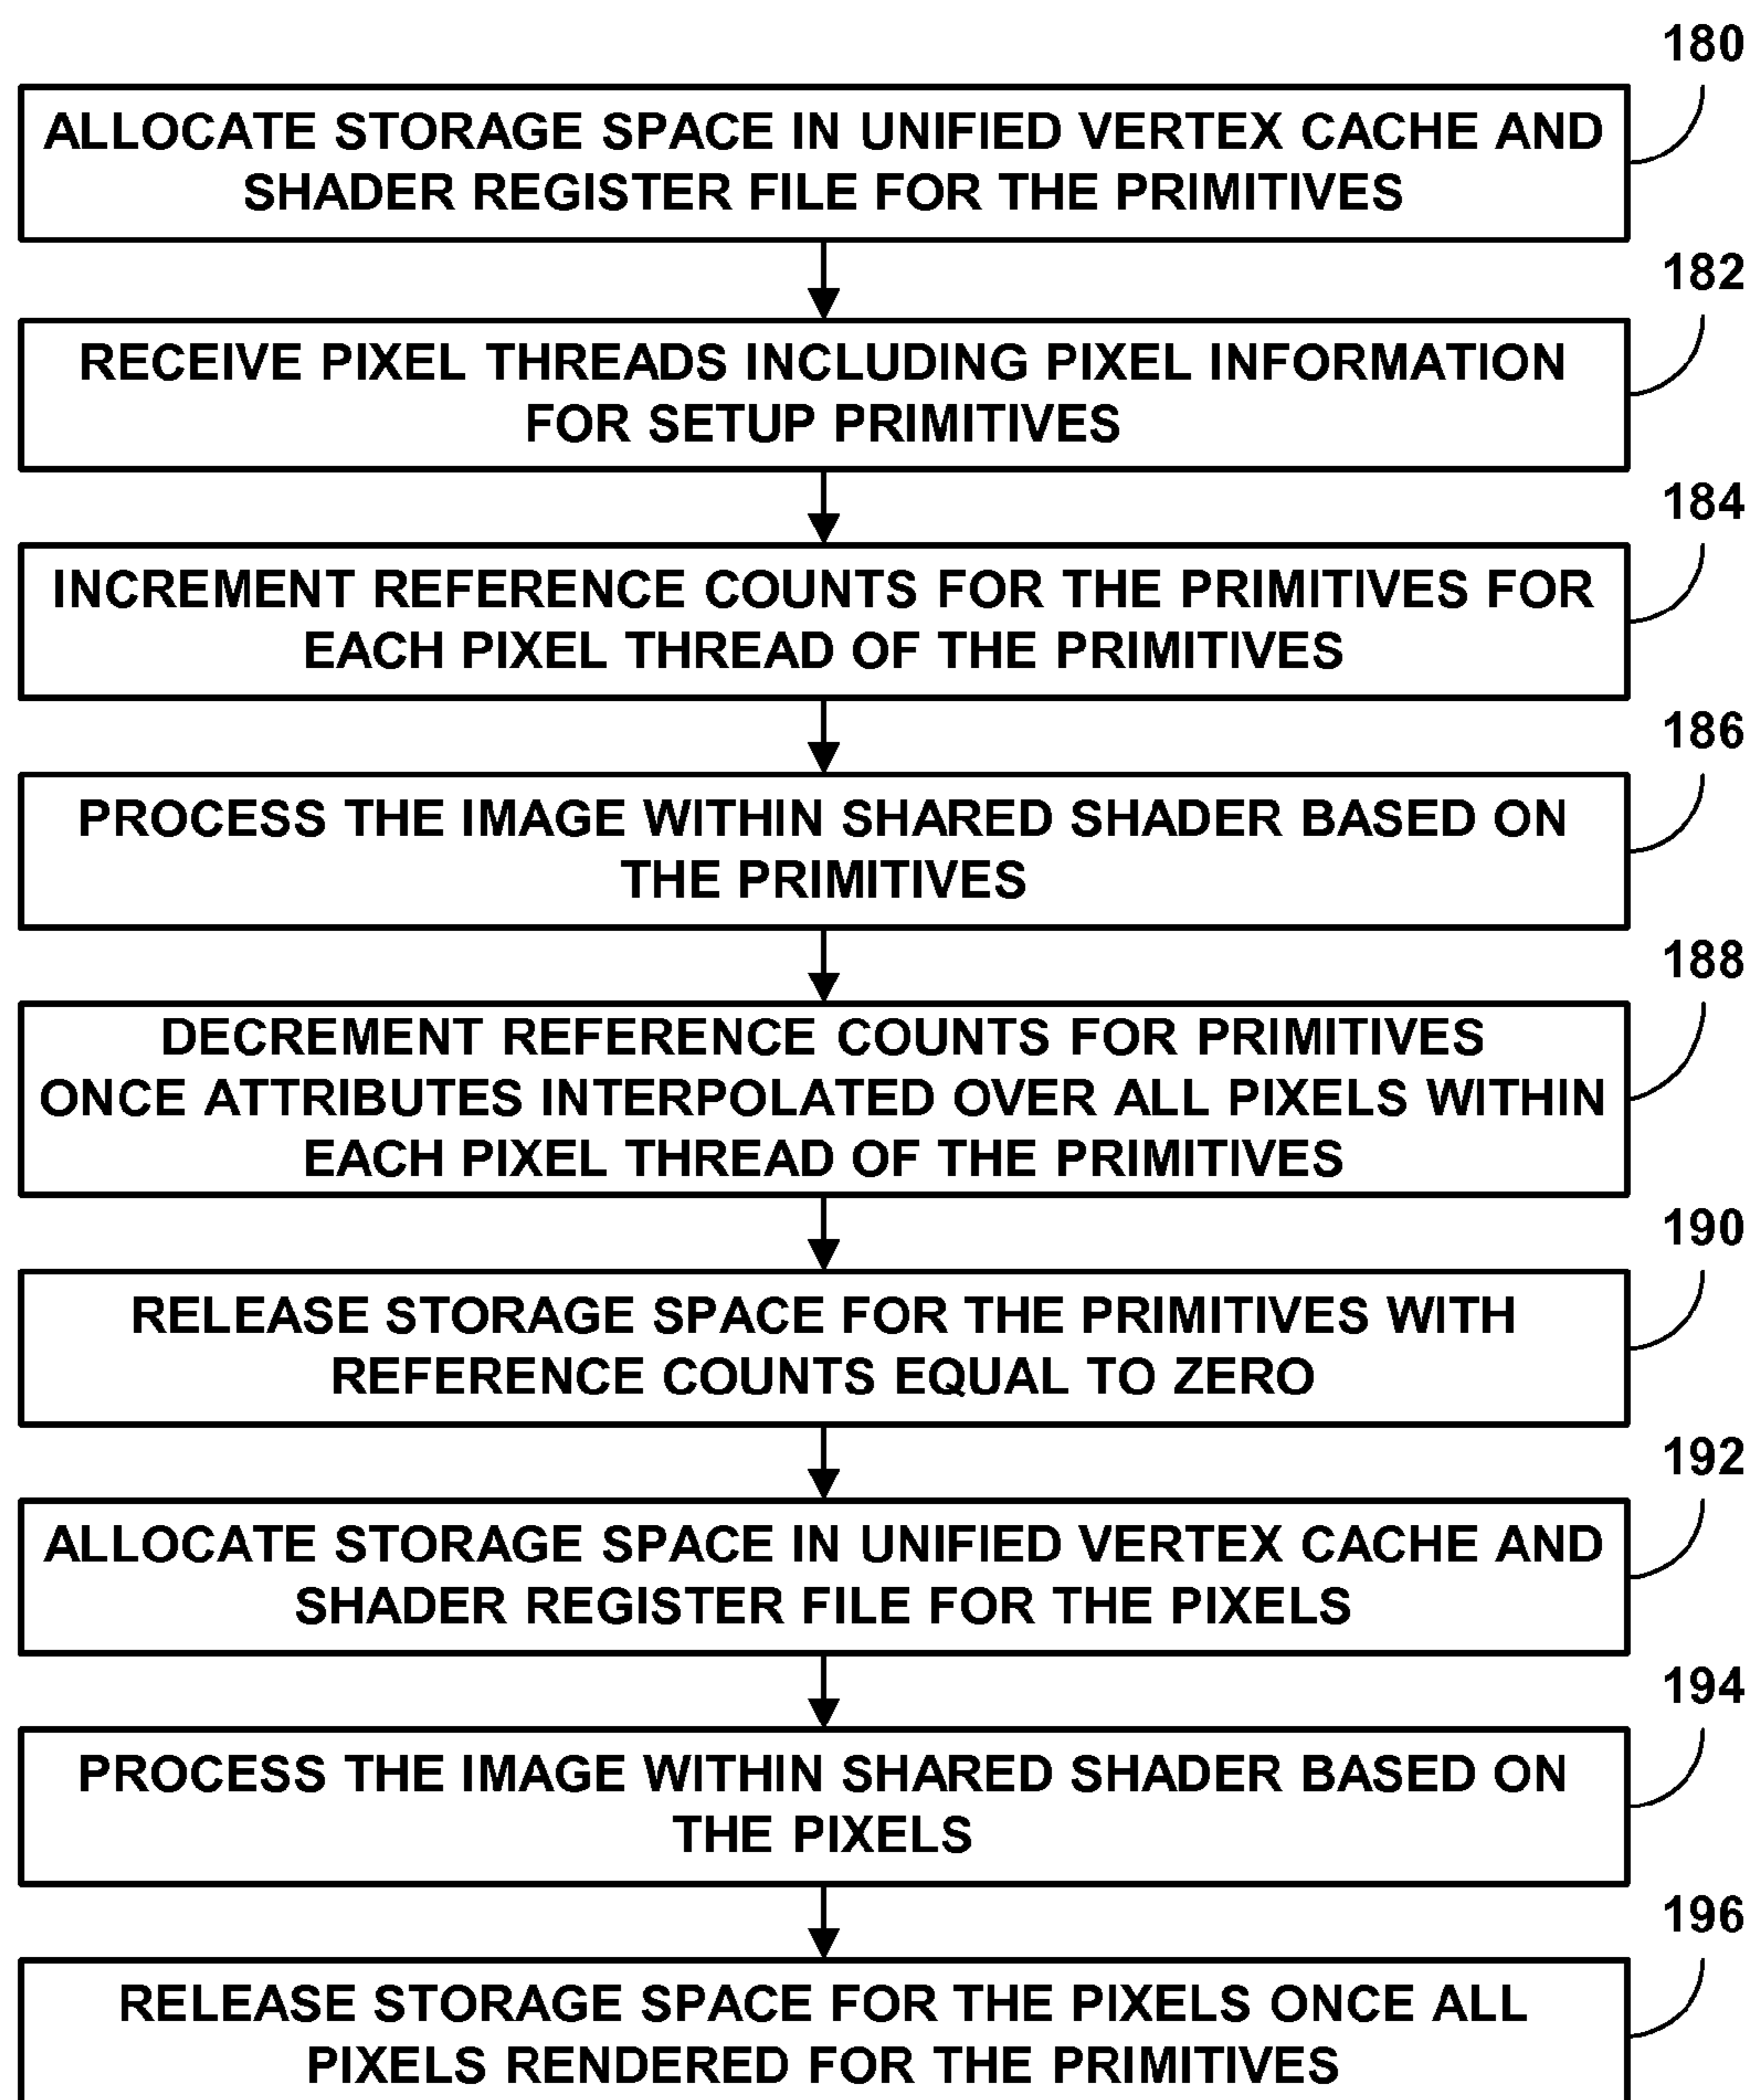 180
ALLOCATE STORAGE SPACE IN UNIFIED VERTEX CACHE AND
SHADER REGISTER FILE FOR THE PRIMITIVES
182
RECEIVE PIXEL THREADS INCLUDING PIXEL INFORMATION
FOR SETUP PRIMITIVES
184
INCREMENT REFERENCE COUNTS FOR THE PRIMITIVES FOR
EACH PIXEL THREAD OF THE PRIMITIVES
186
PROCESS THE IMAGE WITHIN SHARED SHADER BASED ON
THE PRIMITIVES
188
DECREMENT REFERENCE COUNTS FOR PRIMITIVES
ONCE ATTRIBUTES INTERPOLATED OVER ALL PIXELS WITHIN
EACH PIXEL THREAD OF THE PRIMITIVES
190
RELEASE STORAGE SPACE FOR THE PRIMITIVES WITH
REFERENCE COUNTS EQUAL TO ZERO
192
ALLOCATE STORAGE SPACE IN UNIFIED VERTEX CACHE AND
SHADER REGISTER FILE FOR THE PIXELS
194
PROCESS THE IMAGE WITHIN SHARED SHADER BASED ON
THE PIXELS
196
RELEASE STORAGE SPACE FOR THE PIXELS ONCE ALL
PIXELS RENDERED FOR THE PRIMITIVES